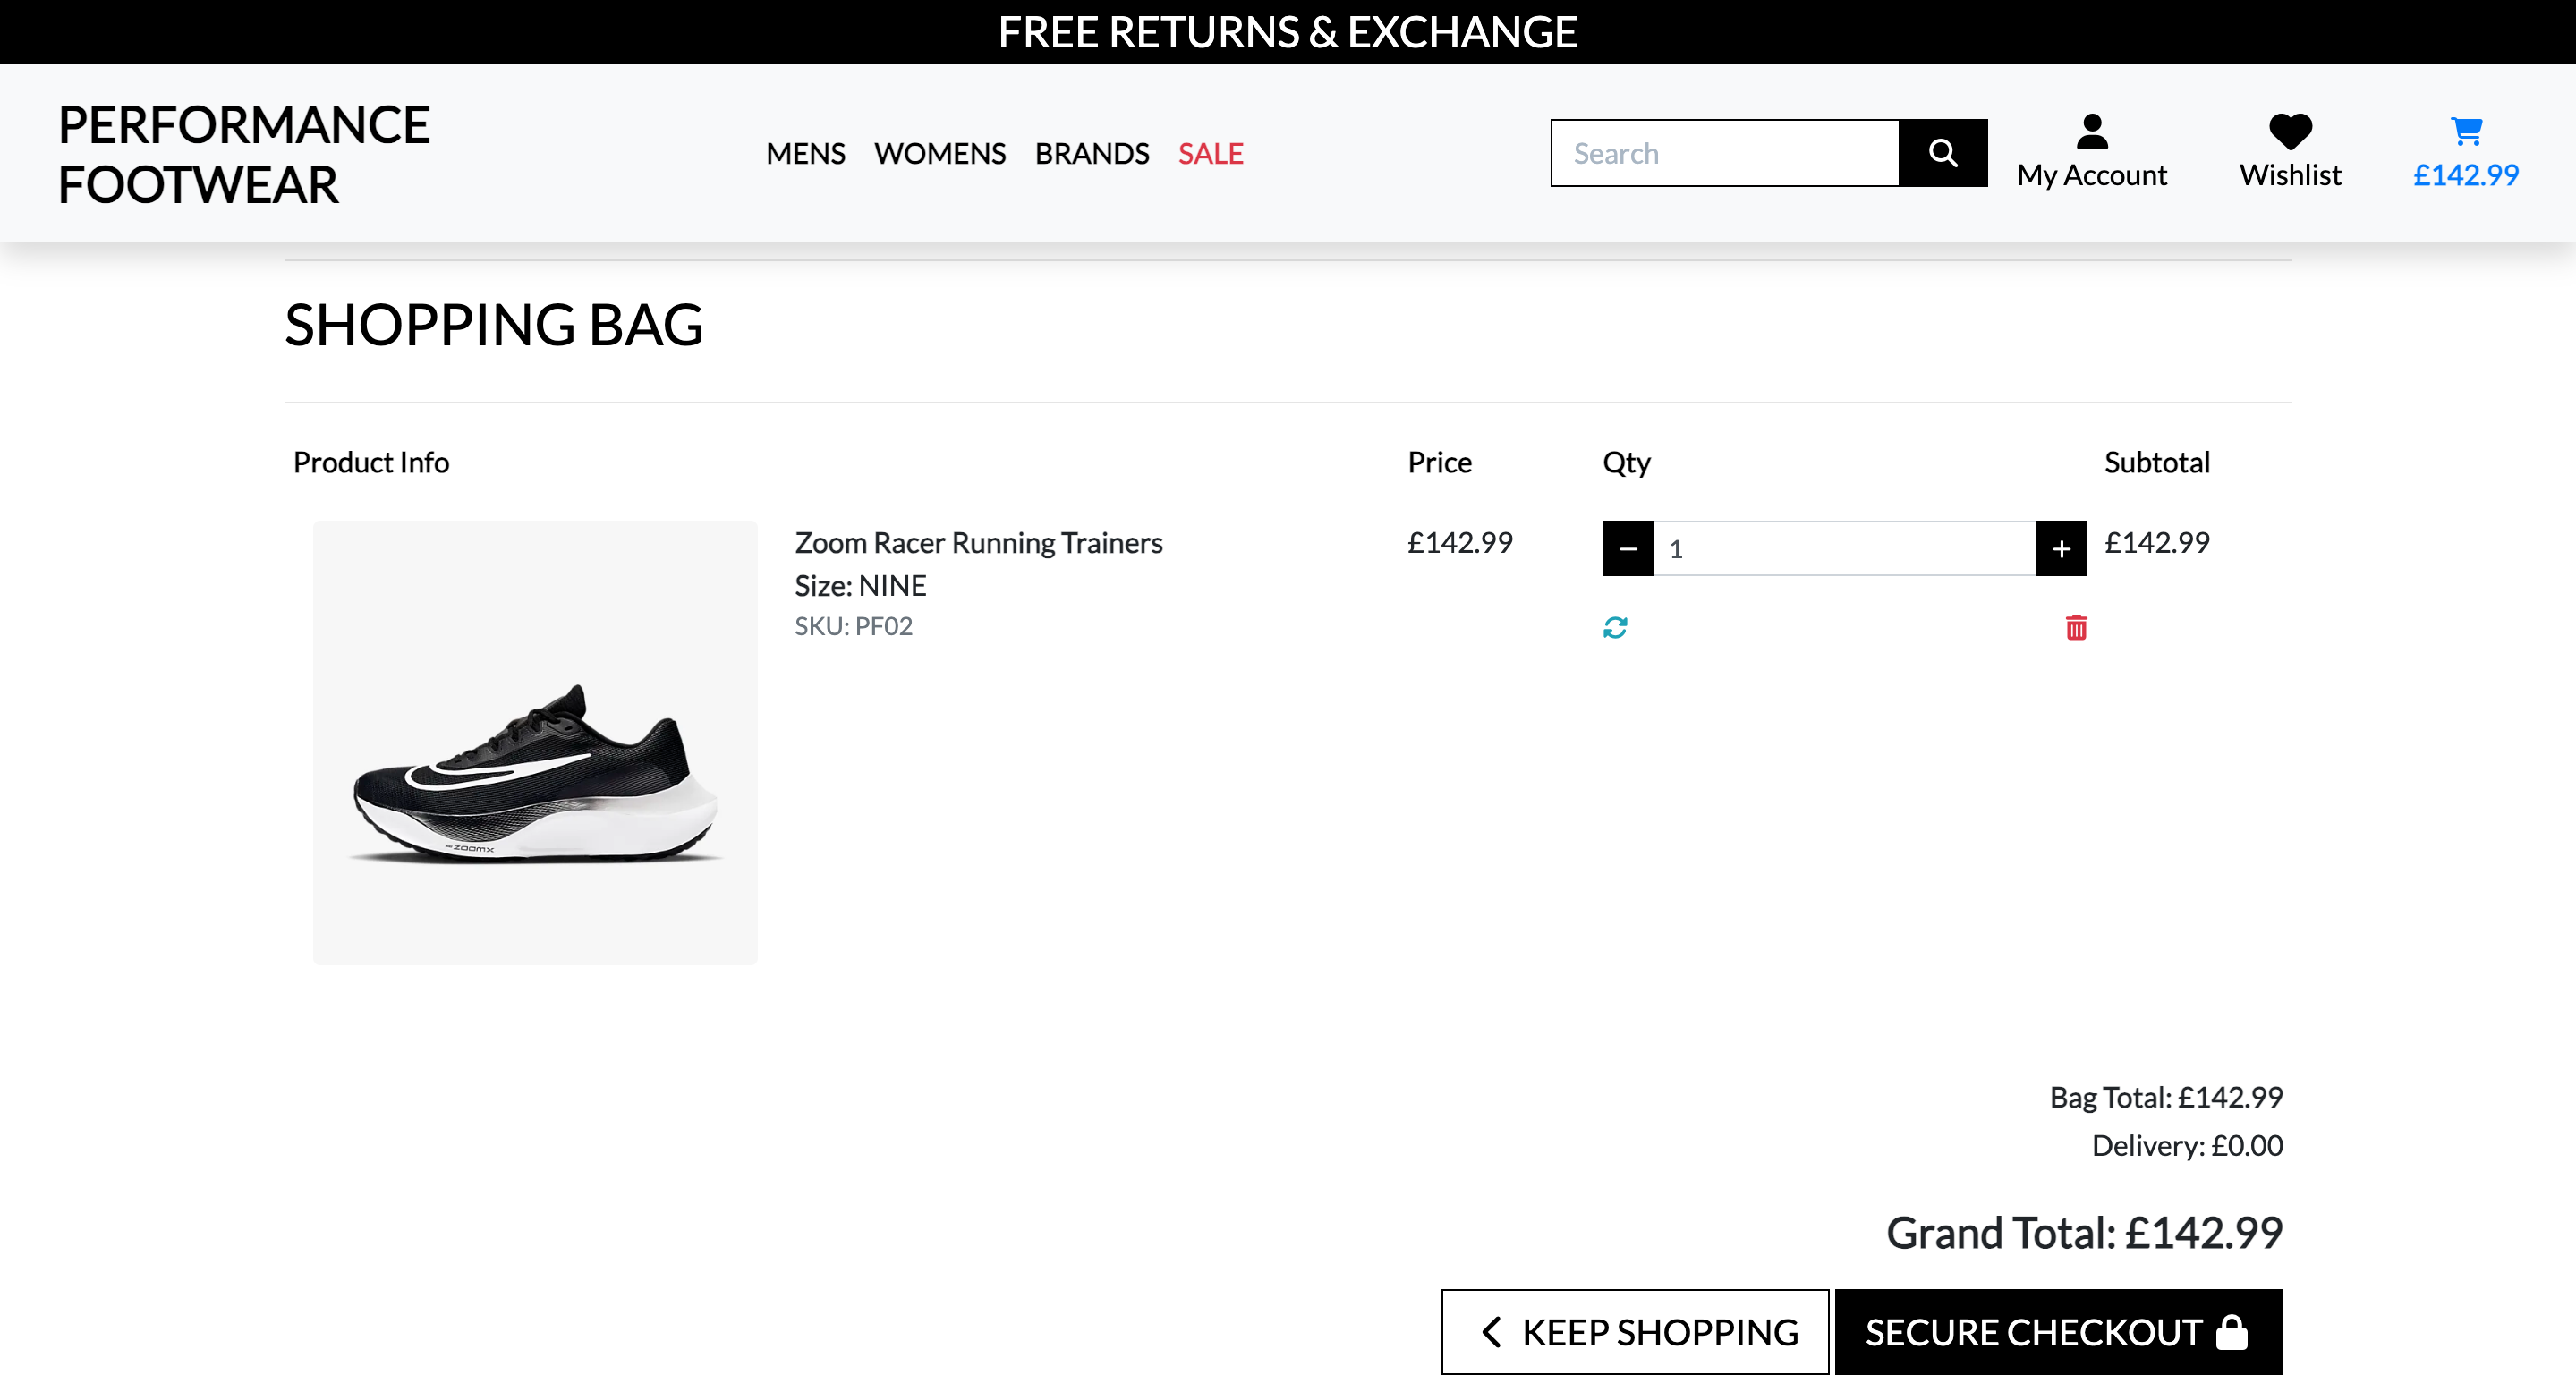 FREE RETURNS & EXCHANGE
PERFORMANCE
FOOTWEAR
MENS WOMENS BRANDS SALE
Search
My Account
Wishlist
£142.99
SHOPPING BAG
Product Info Price Qty Subtotal
Zoom Racer Running Trainers £142.99 1 £142.99
Size: NINE
SKU: PF02
ZOOMX
Bag Total: £142.99
Delivery: £0.00
Grand Total: £142.99
KEEP SHOPPING
SECURE CHECKOUT